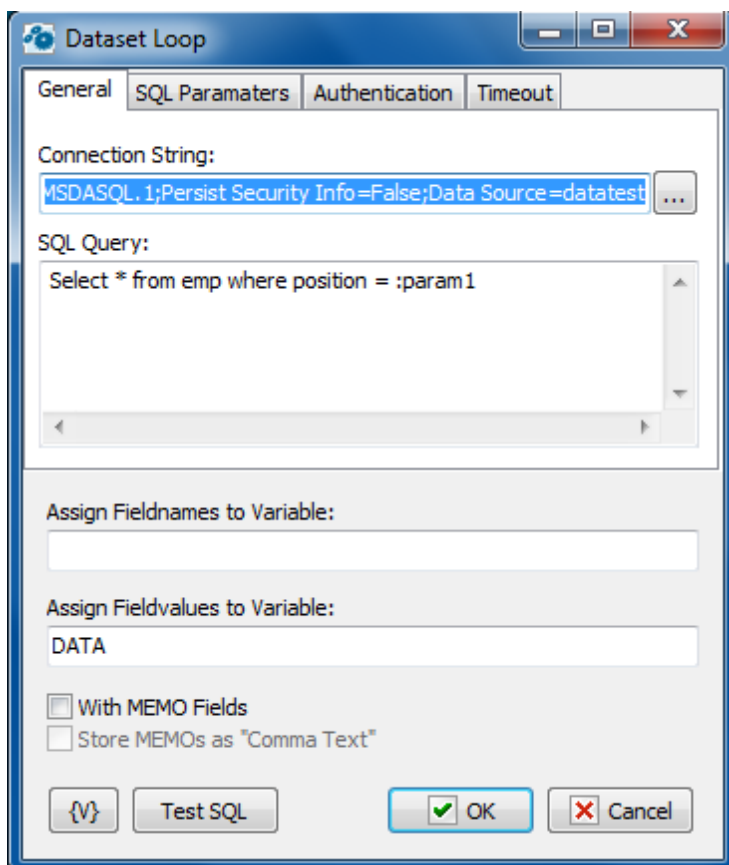 Dataset Loop
General SQL Paramaters Authentication Timeout
Connection String:
MSDASQL.1;Persist Security Info=False;Data Source=datatest ...
SQL Query:
Select * from emp where position = :param1
Assign Fieldnames to Variable:
Assign Fieldvalues to Variable:
DATA
With MEMO Fields
Store MEMOs as "Comma Text"
{V} Test SQL OK Cancel